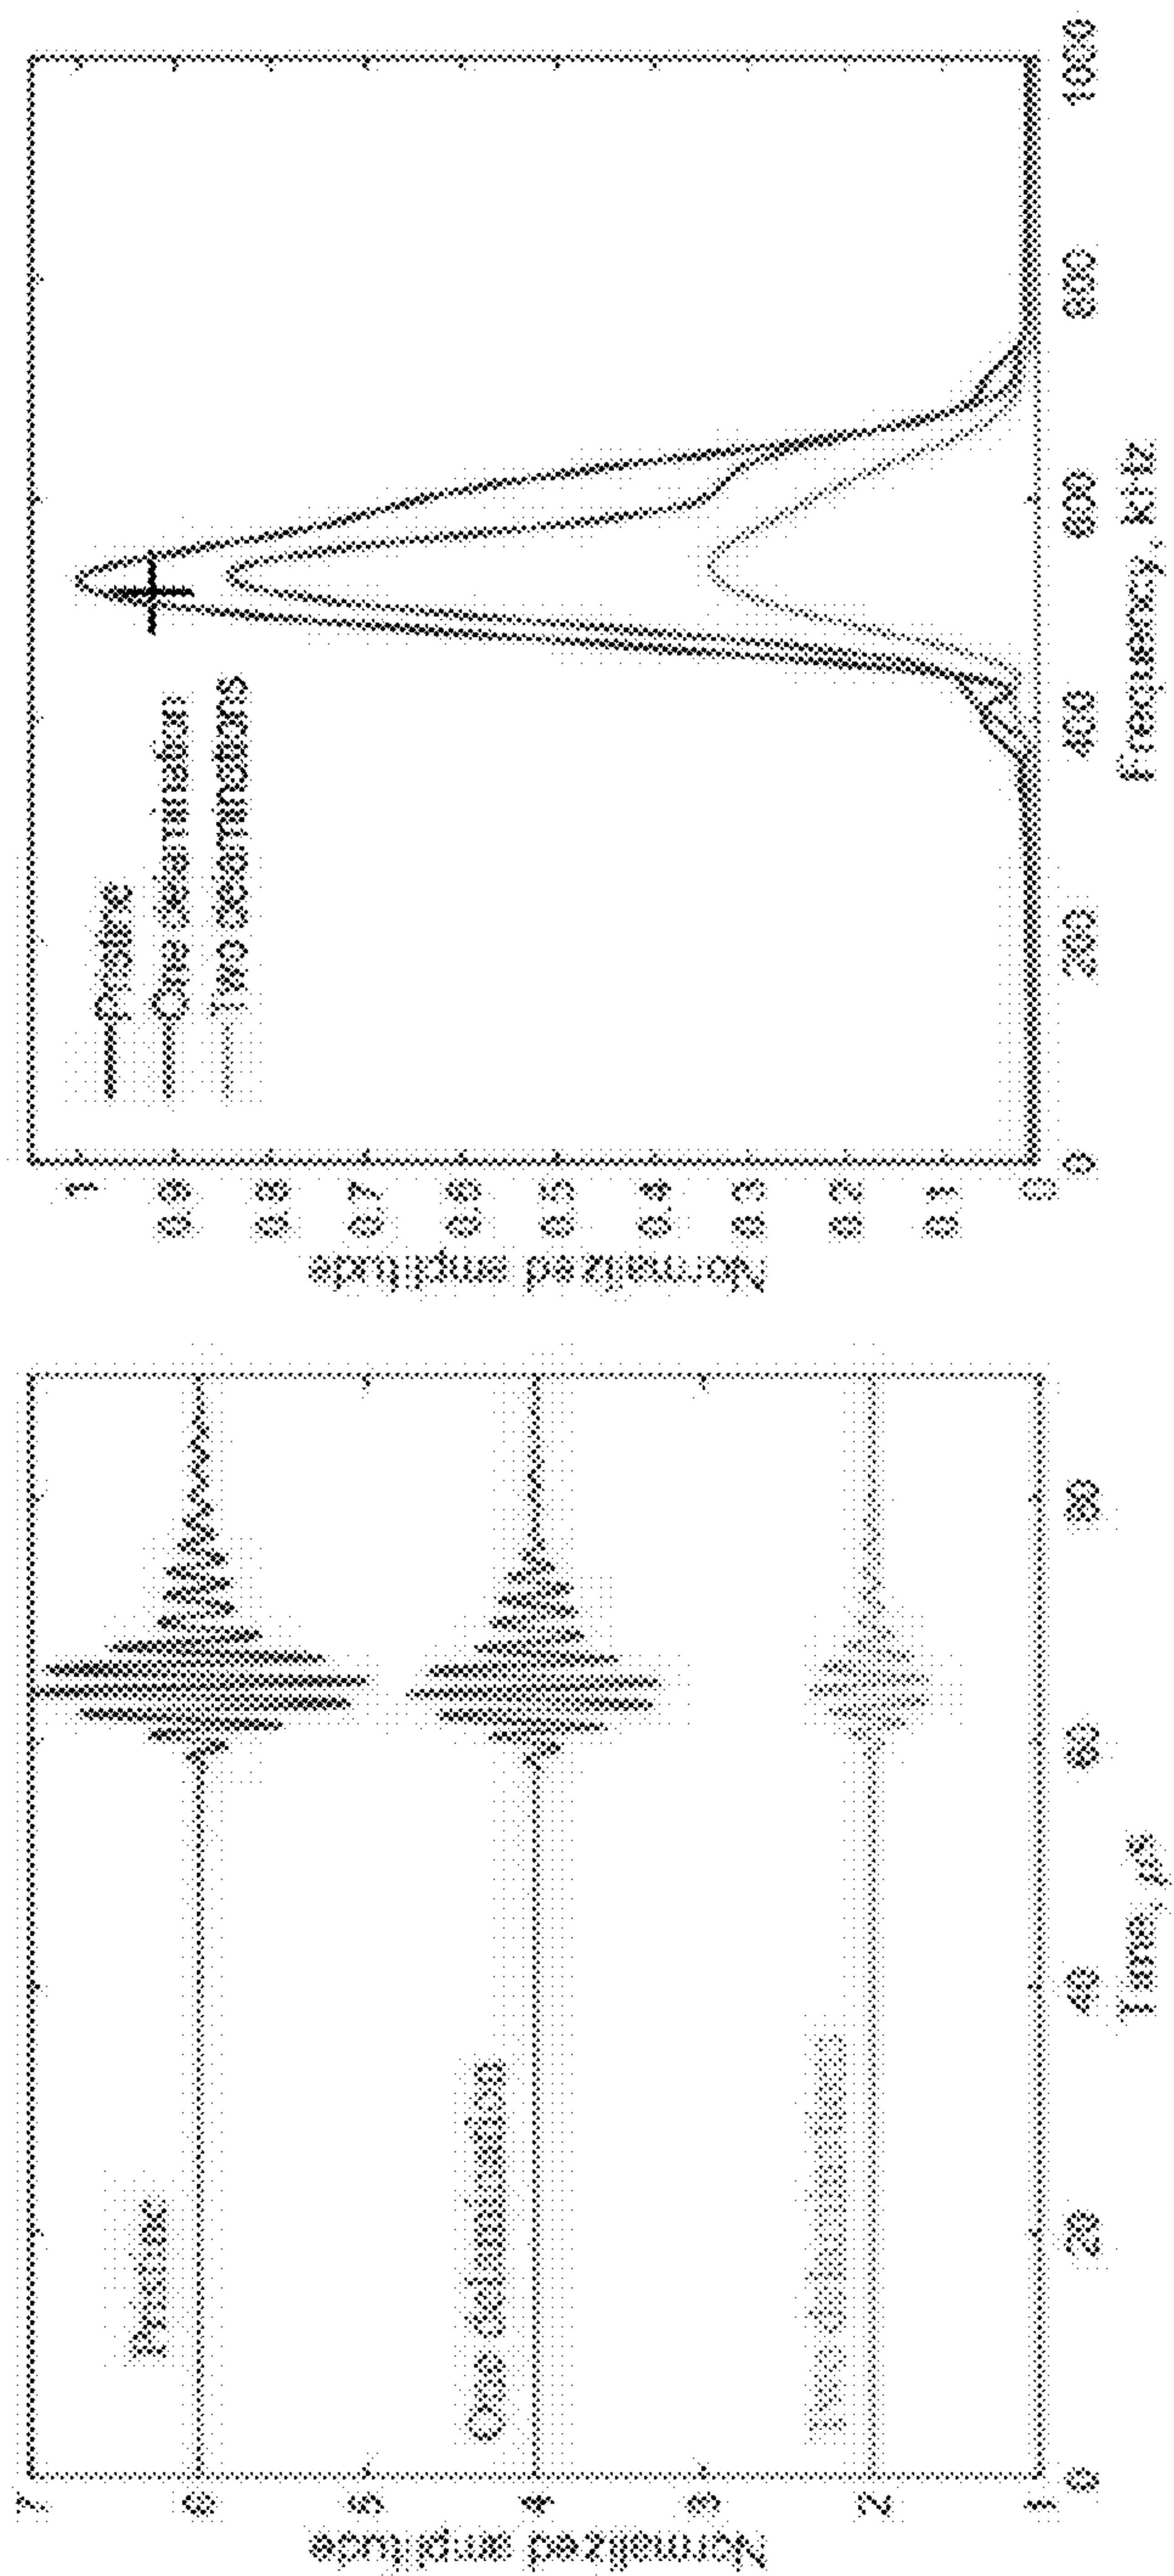 Normalized amplitude
7
6
5
4
3
2
1
Pristine
One delamination
Two delaminations
0
20
40
60
80
Time, μs
Normalized amplitude
1
0.9
0.8
0.7
0.6
0.5
0.4
0.3
0.2
0.1
0
Pristine
One delamination
Two delaminations
0
200
400
600
800
1000
Frequency, kHz